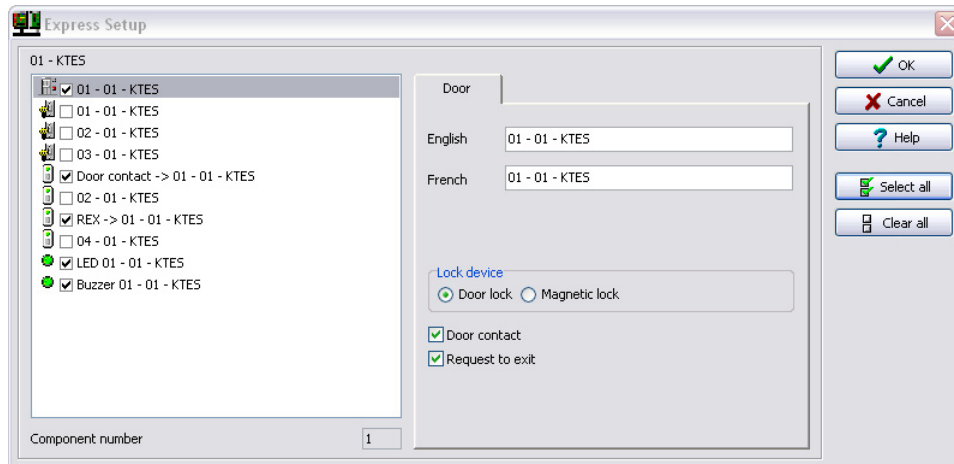 Express Setup
01 - KTES
01 - 01 - KTES
01 - 01 - KTES
02 - 01 - KTES
03 - 01 - KTES
Door contact -> 01 - 01 - KTES
02 - 01 - KTES
REX -> 01 - 01 - KTES
04 - 01 - KTES
LED 01 - 01 - KTES
Buzzer 01 - 01 - KTES
Component number 1
Door
English 01 - 01 - KTES
French 01 - 01 - KTES
Lock device
Door lock Magnetic lock
Door contact
Request to exit
OK
Cancel
Help
Select all
Clear all